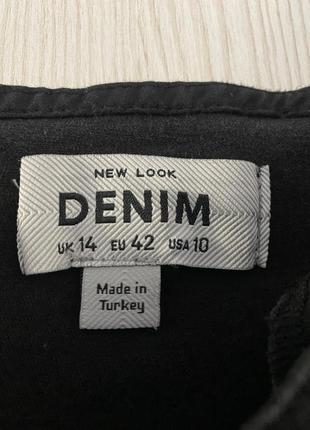 NEW LOOK
DENIM
UK 14 EU 42 USA 10
Made in
Turkey